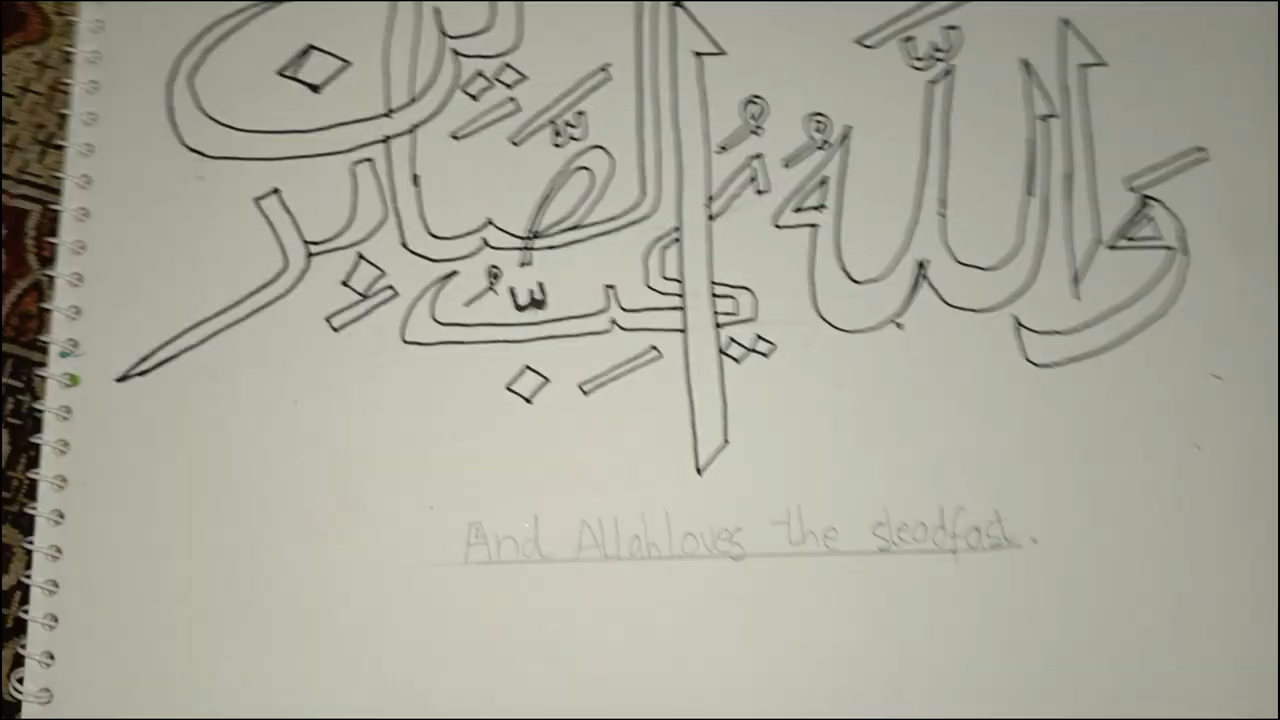 وَاللَّهُ يُحِبُّ الصَّابِرِينَ
And Allah loves the steadfast.